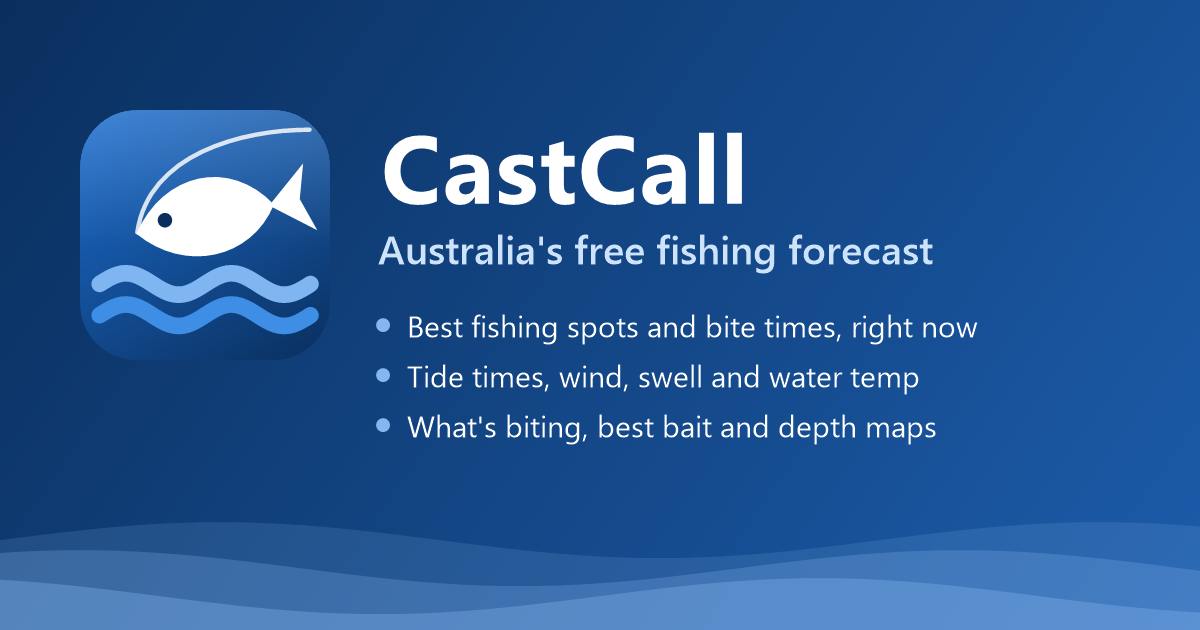 CastCall
Australia's free fishing forecast
Best fishing spots and bite times, right now
Tide times, wind, swell and water temp
What's biting, best bait and depth maps